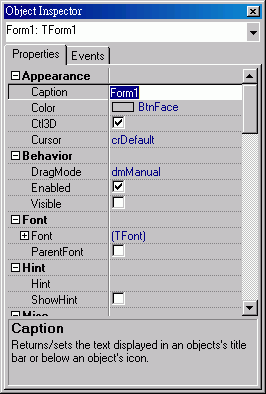 Object Inspector
Form1: TForm1
Properties Events
Appearance
Caption Form1
Color BtnFace
Ctl3D
Cursor crDefault
Behavior
DragMode dmManual
Enabled
Visible
Font
Font (TFont)
ParentFont
Hint
Hint
ShowHint
Misc
Caption
Returns/sets the text displayed in an objects's title
bar or below an object's icon.